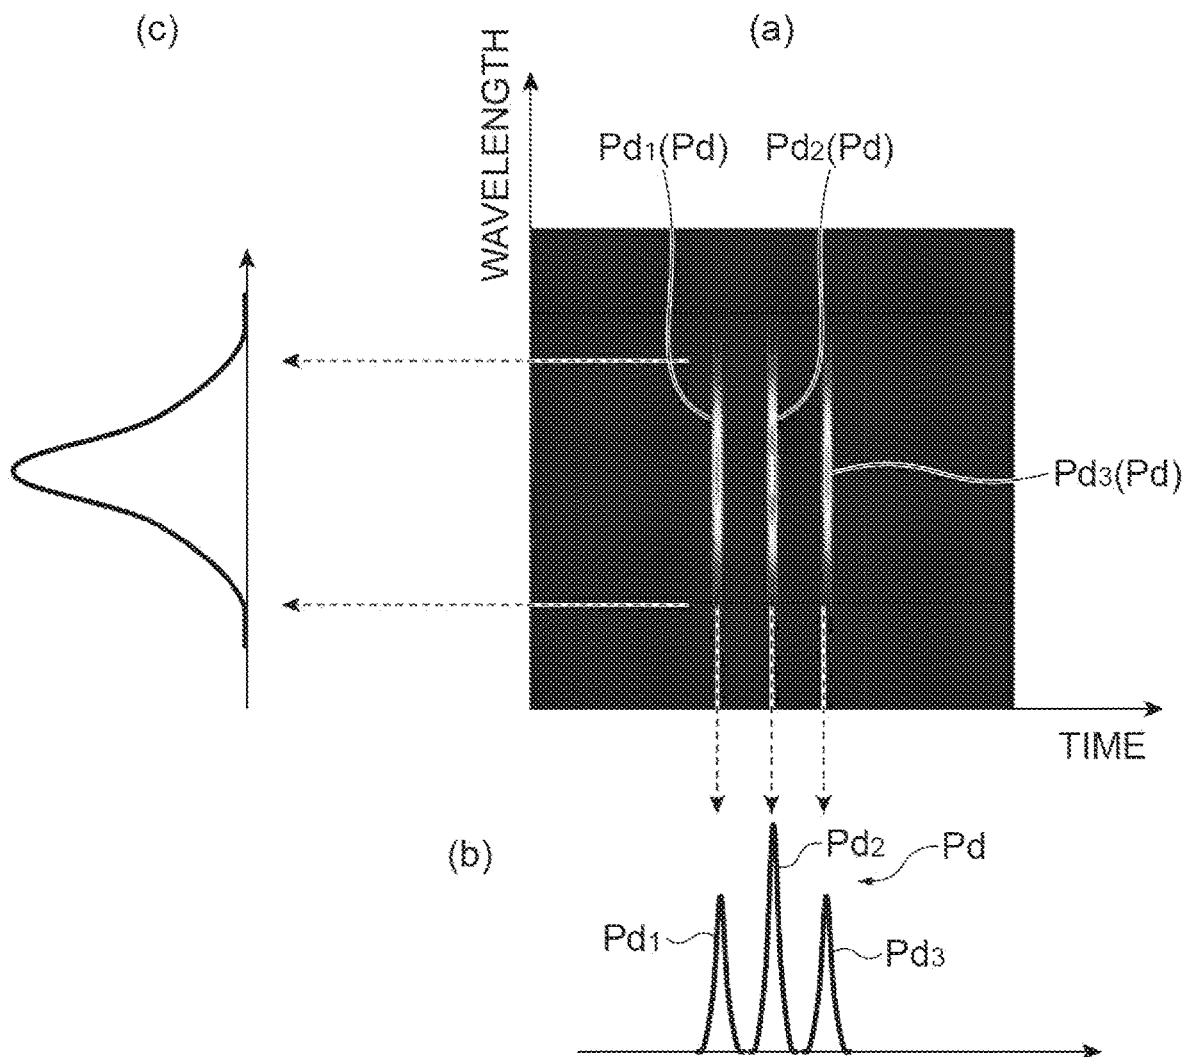 (c)
(a)
WAVELENGTH
Pd1(Pd)
Pd2(Pd)
Pd3(Pd)
TIME
(b)
Pd2
Pd
Pd1
Pd3